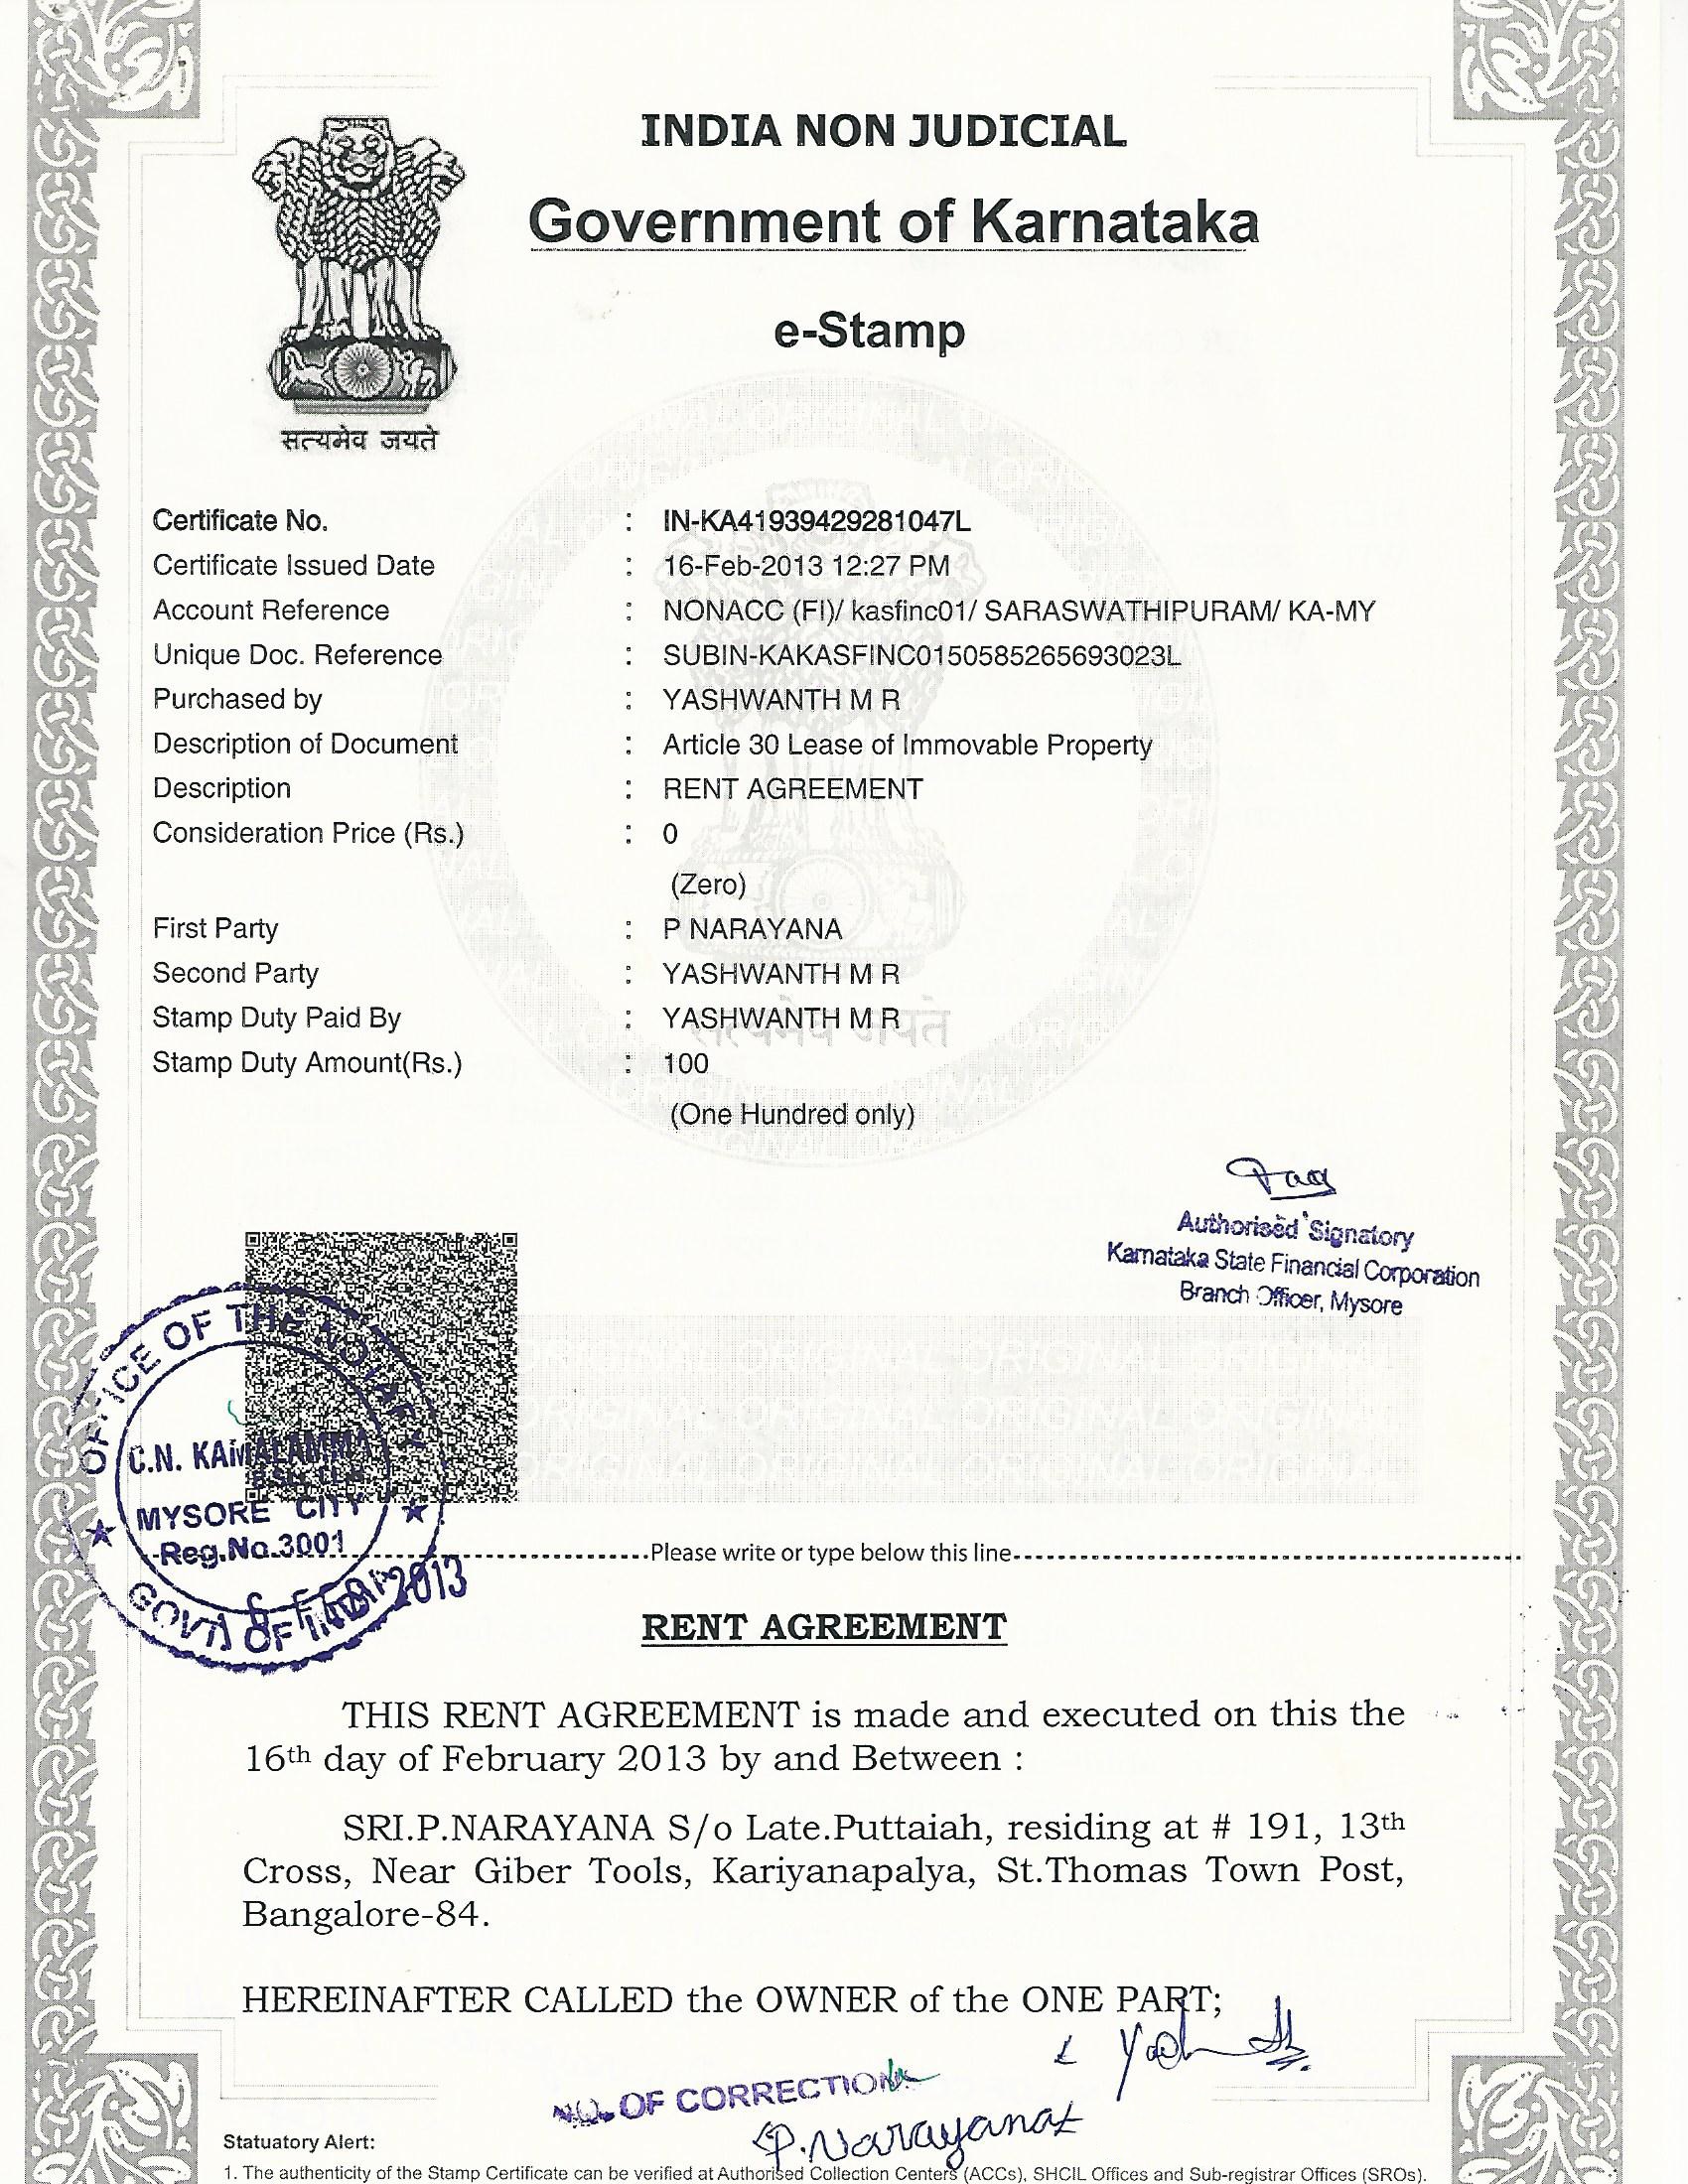 INDIA NON JUDICIAL
Government of Karnataka
e-Stamp
सत्यमेव जयते
Certificate No. : IN-KA41939429281047L
Certificate Issued Date : 16-Feb-2013 12:27 PM
Account Reference : NONACC (FI)/ kasfinc01/ SARASWATHIPURAM/ KA-MY
Unique Doc. Reference : SUBIN-KAKASFINC0150585265693023L
Purchased by : YASHWANTH M R
Description of Document : Article 30 Lease of Immovable Property
Description : RENT AGREEMENT
Consideration Price (Rs.) : 0
(Zero)
First Party : P NARAYANA
Second Party : YASHWANTH M R
Stamp Duty Paid By : YASHWANTH M R
Stamp Duty Amount(Rs.) : 100
(One Hundred only)
Authorised Signatory
Karnataka State Financial Corporation
Branch Officer, Mysore
OFFICE OF THE NOTARY
C.N. KAMALAMMA
MYSORE CITY
Reg.No.3001
GOVT. OF INDIA
2013
Please write or type below this line
RENT AGREEMENT
THIS RENT AGREEMENT is made and executed on this the
16th day of February 2013 by and Between :
SRI.P.NARAYANA S/o Late.Puttaiah, residing at # 191, 13th
Cross, Near Giber Tools, Kariyanapalya, St.Thomas Town Post,
Bangalore-84.
HEREINAFTER CALLED the OWNER of the ONE PART;
NO. OF CORRECTION
P.Narayana
Statuatory Alert:
1. The authenticity of the Stamp Certificate can be verified at Authorised Collection Centers (ACCs), SHCIL Offices and Sub-registrar Offices (SROs).